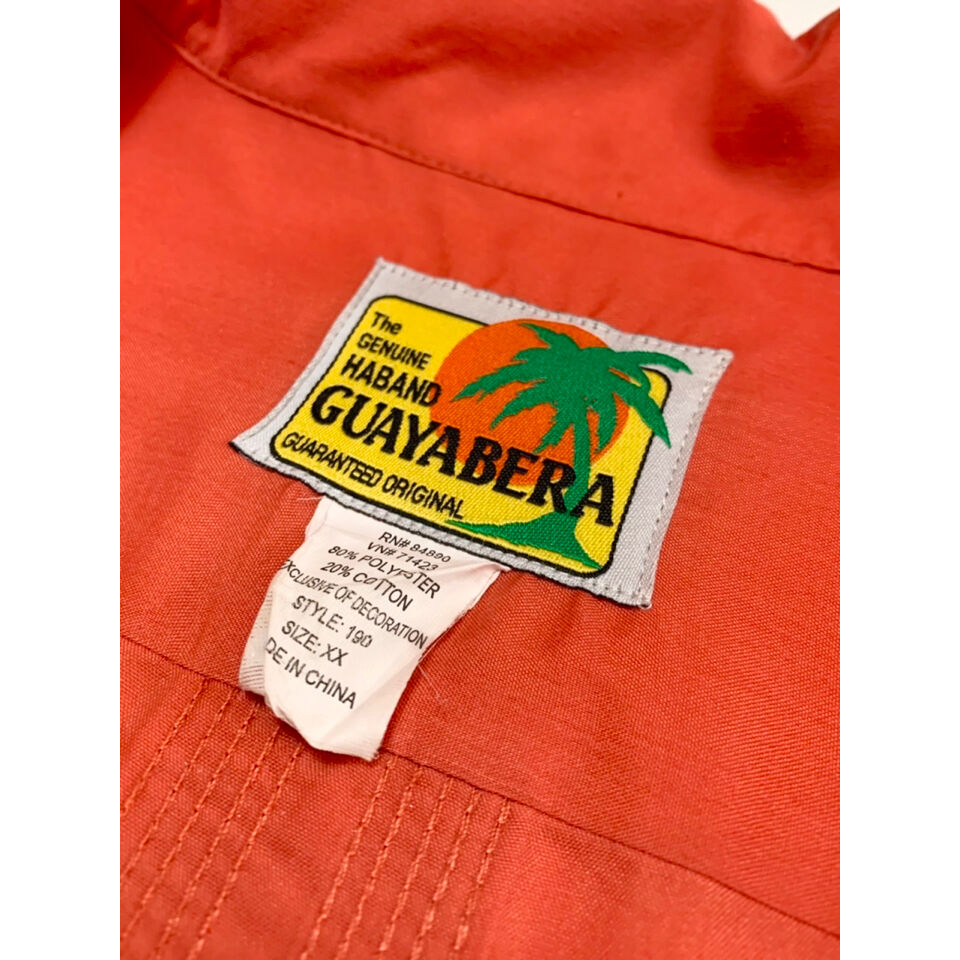 The
GENUINE
HABAND
GUAYABERA
GUARANTEED ORIGINAL
RN# 84890
VN# 71423
80% POLYESTER
20% COTTON
EXCLUSIVE OF DECORATION
STYLE: 190
SIZE: XX
DE IN CHINA